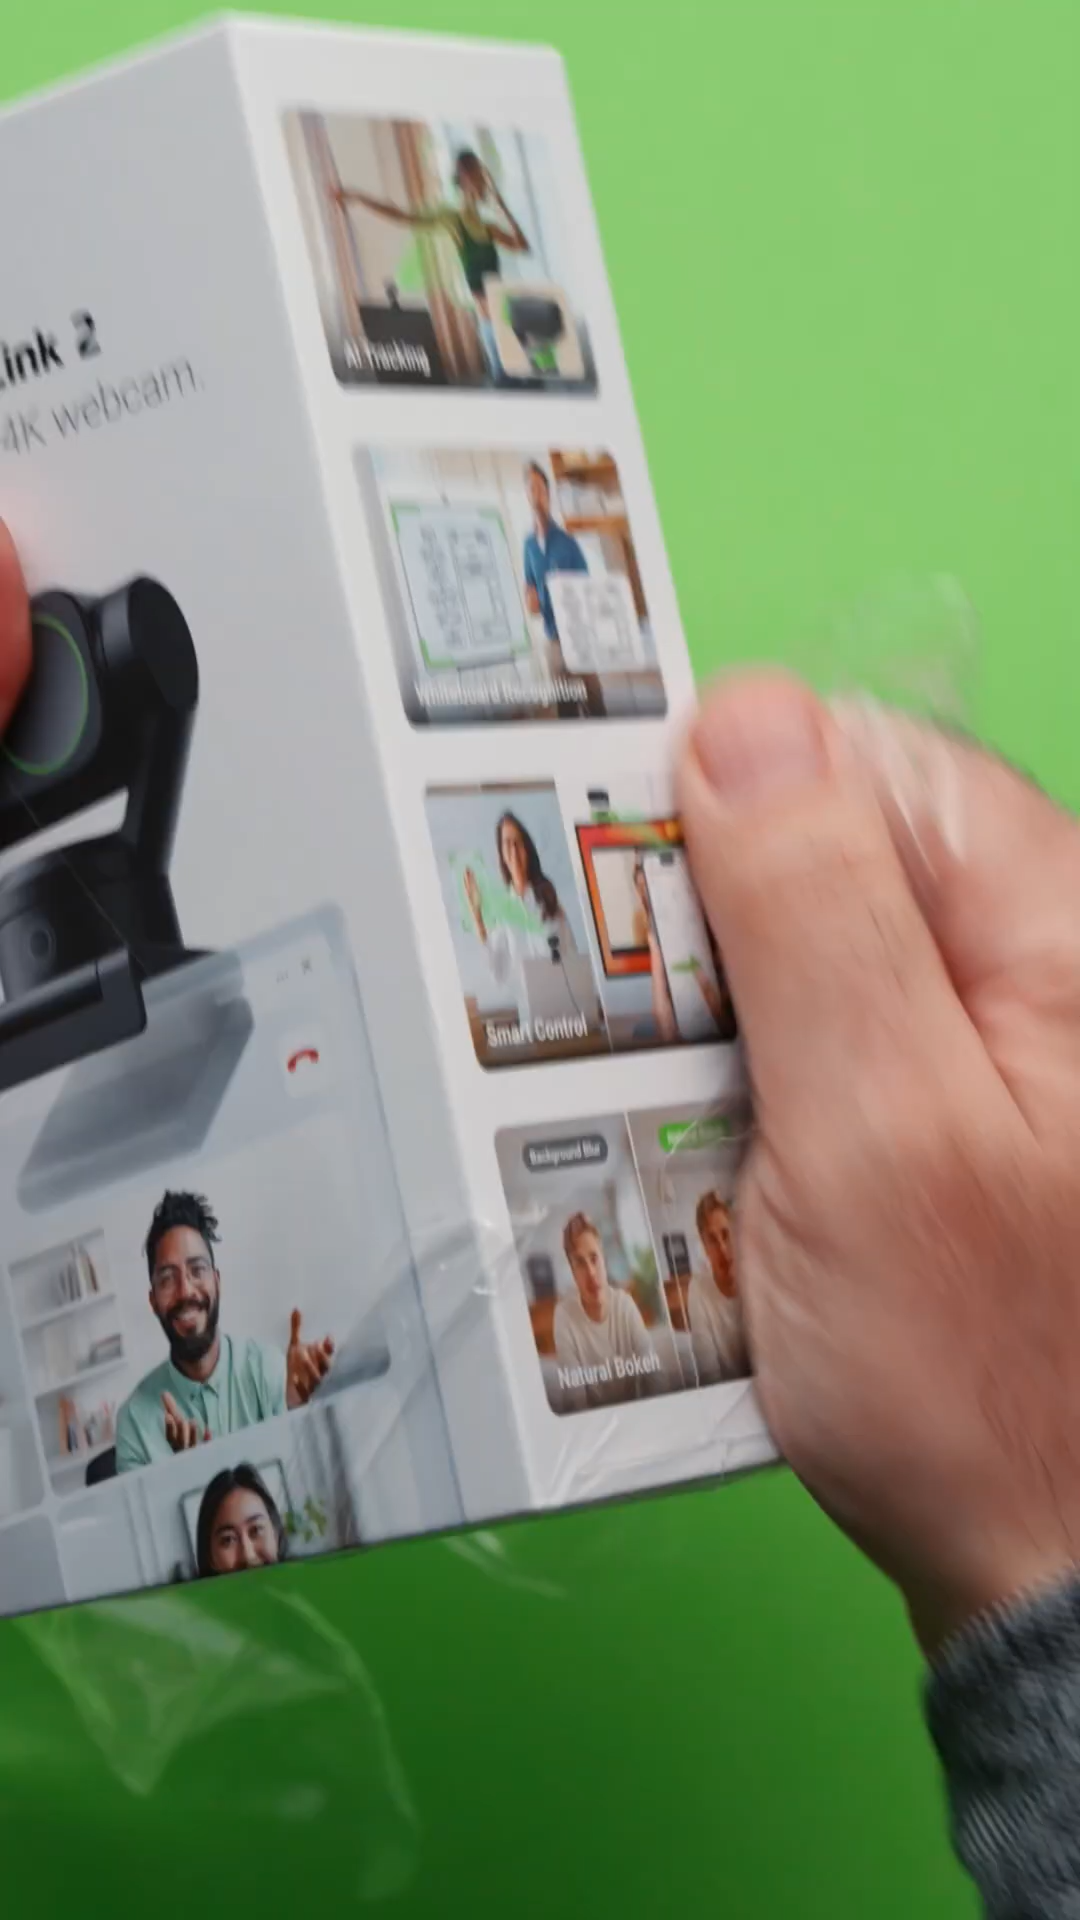 Link 2
4K webcam.
AI Tracking
Whiteboard Recognition
Smart Control
Background Blur
Natural Bokeh